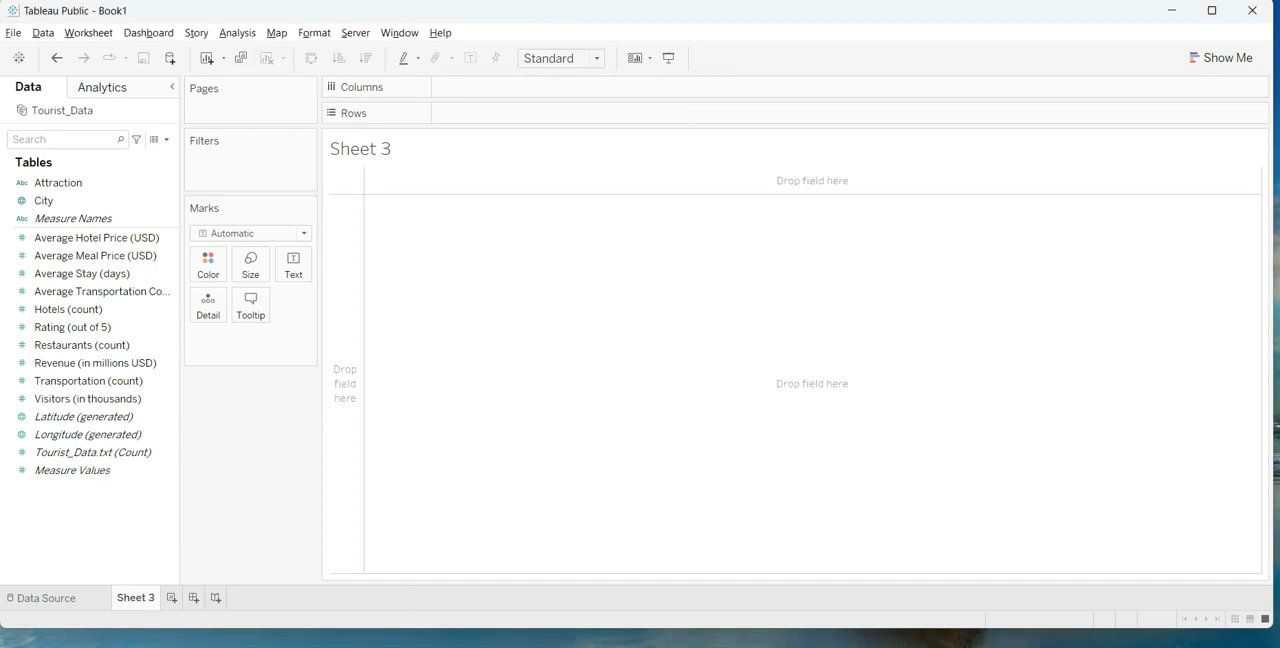 Tableau Public - Book1
File Data Worksheet Dashboard Story Analysis Map Format Server Window Help
Standard
Show Me
Data Analytics
Tourist_Data
Search
Tables
Abc Attraction
City
Abc Measure Names
# Average Hotel Price (USD)
# Average Meal Price (USD)
# Average Stay (days)
# Average Transportation Co...
# Hotels (count)
# Rating (out of 5)
# Restaurants (count)
# Revenue (in millions USD)
# Transportation (count)
# Visitors (in thousands)
Latitude (generated)
Longitude (generated)
# Tourist_Data.txt (Count)
# Measure Values
Pages
Filters
Marks
T Automatic
Color Size Text
Detail Tooltip
Columns
Rows
Sheet 3
Drop field here
Drop
field
here
Drop field here
Data Source Sheet 3